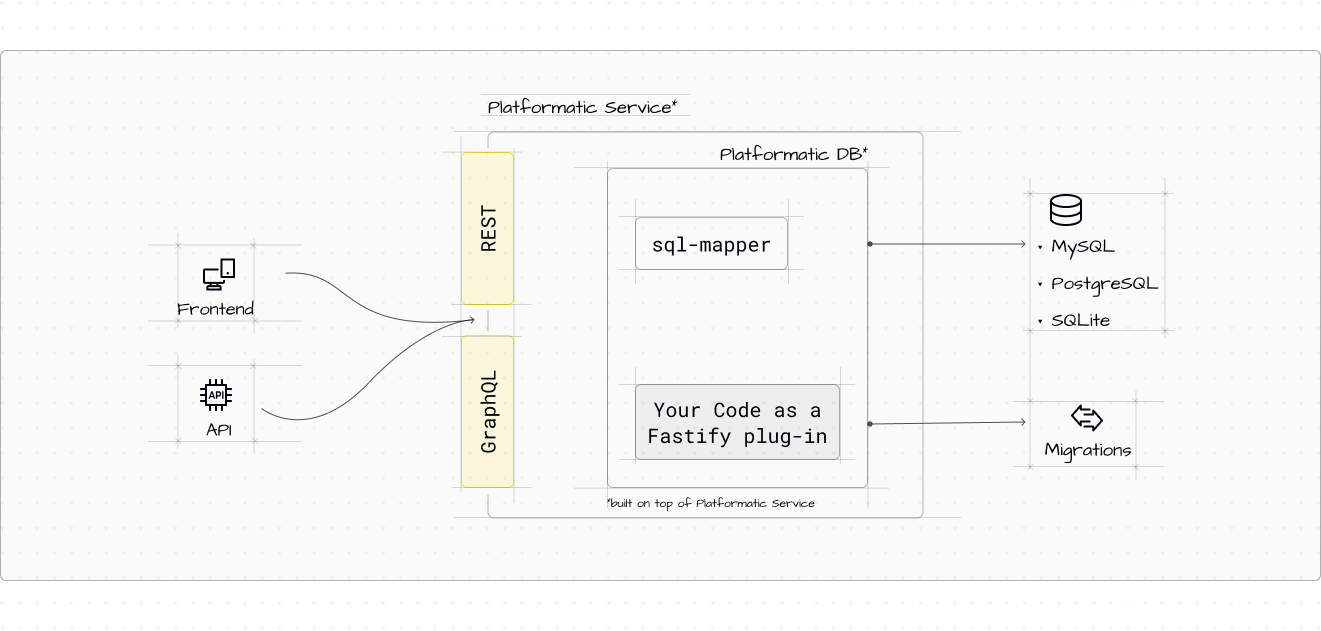 Platformatic Service*
Platformatic DB*
REST
sql-mapper
MySQL
PostgreSQL
SQLite
Frontend
GraphQL
Your Code as a
Fastify plug-in
API
API
Migrations
*built on top of Platformatic Service